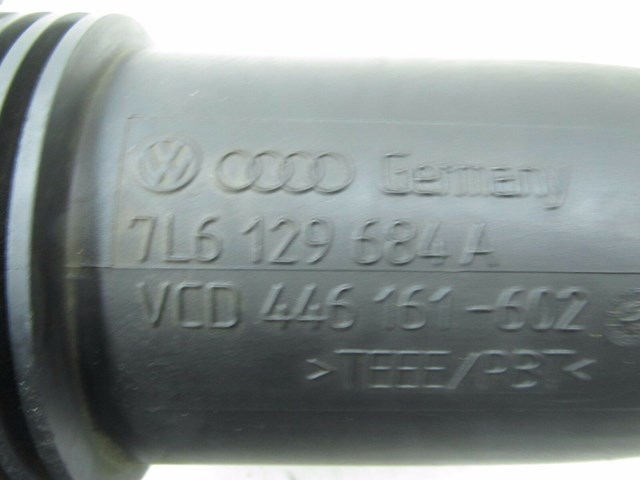 Germany
7L6 129 684 A
VCD 446 161-602
>TEEE/PBT<